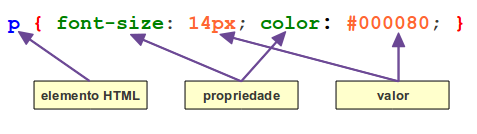 p { font-size: 14px; color: #000080; }
elemento HTML propriedade valor